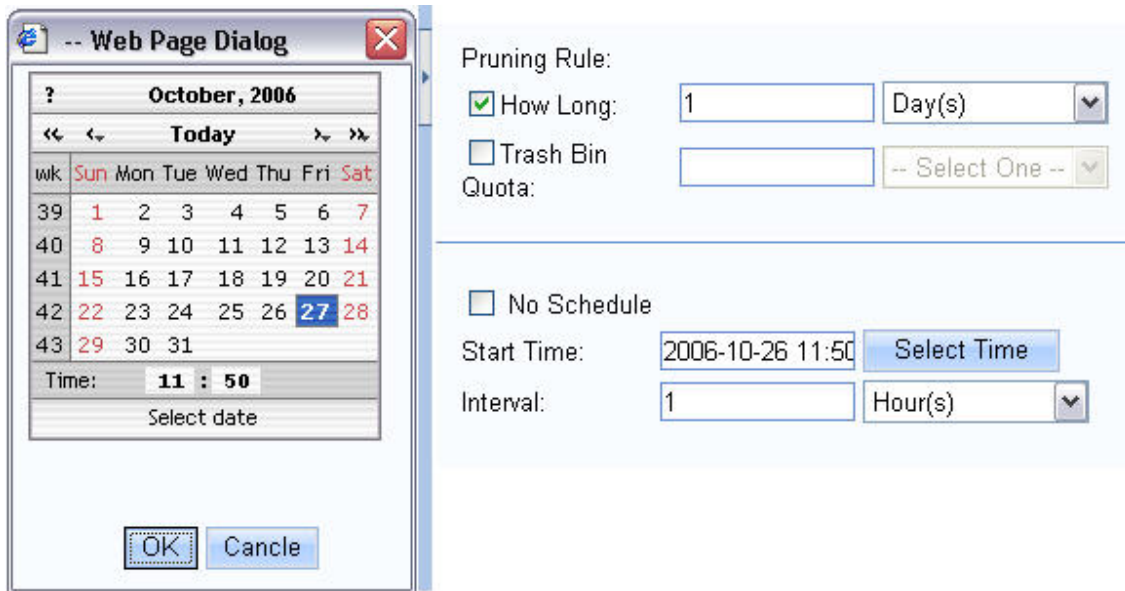 -- Web Page Dialog
? October, 2006
Today
wk Sun Mon Tue Wed Thu Fri Sat
39 1 2 3 4 5 6 7
40 8 9 10 11 12 13 14
41 15 16 17 18 19 20 21
42 22 23 24 25 26 27 28
43 29 30 31
Time: 11 : 50
Select date
OK Cancle
Pruning Rule:
How Long: 1 Day(s)
Trash Bin -- Select One --
Quota:
No Schedule
Start Time: 2006-10-26 11:50 Select Time
Interval: 1 Hour(s)